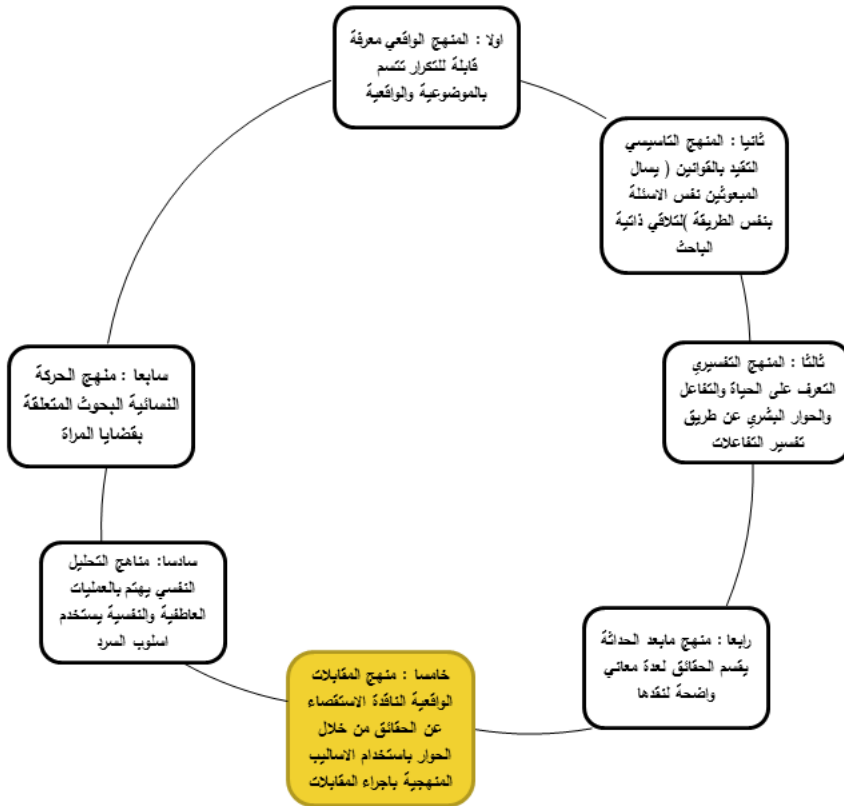 اولا : المنهج الواقعي معرفة
قابلة للتكرار تتسم
بالموضوعية والواقعية
ثانيا : المنهج التاسيسي
التقيد بالقوانين ( يسال
المبعوثين نفس الاسئلة
بنفس الطريقة )لتلاقي ذاتية
الباحث
ثالثا : المنهج التفسيري
التعرف على الحياة والتفاعل
والحوار البشري عن طريق
تفسير التفاعلات
رابعا : منهج مابعد الحداثة
يقسم الحقائق لعدة معاني
واضحة لنقدها
خامسا : منهج المقابلات
الواقعية الناقدة الاستقصاء
عن الحقائق من خلال
الحوار باستخدام الاساليب
المنهجية باجراء المقابلات
سادسا: مناهج التحليل
النفسي يهتم بالعمليات
العاطفية والنفسية يستخدم
اسلوب السرد
سابعا : منهج الحركة
النسائية البحوث المتعلقة
بقضايا المراة